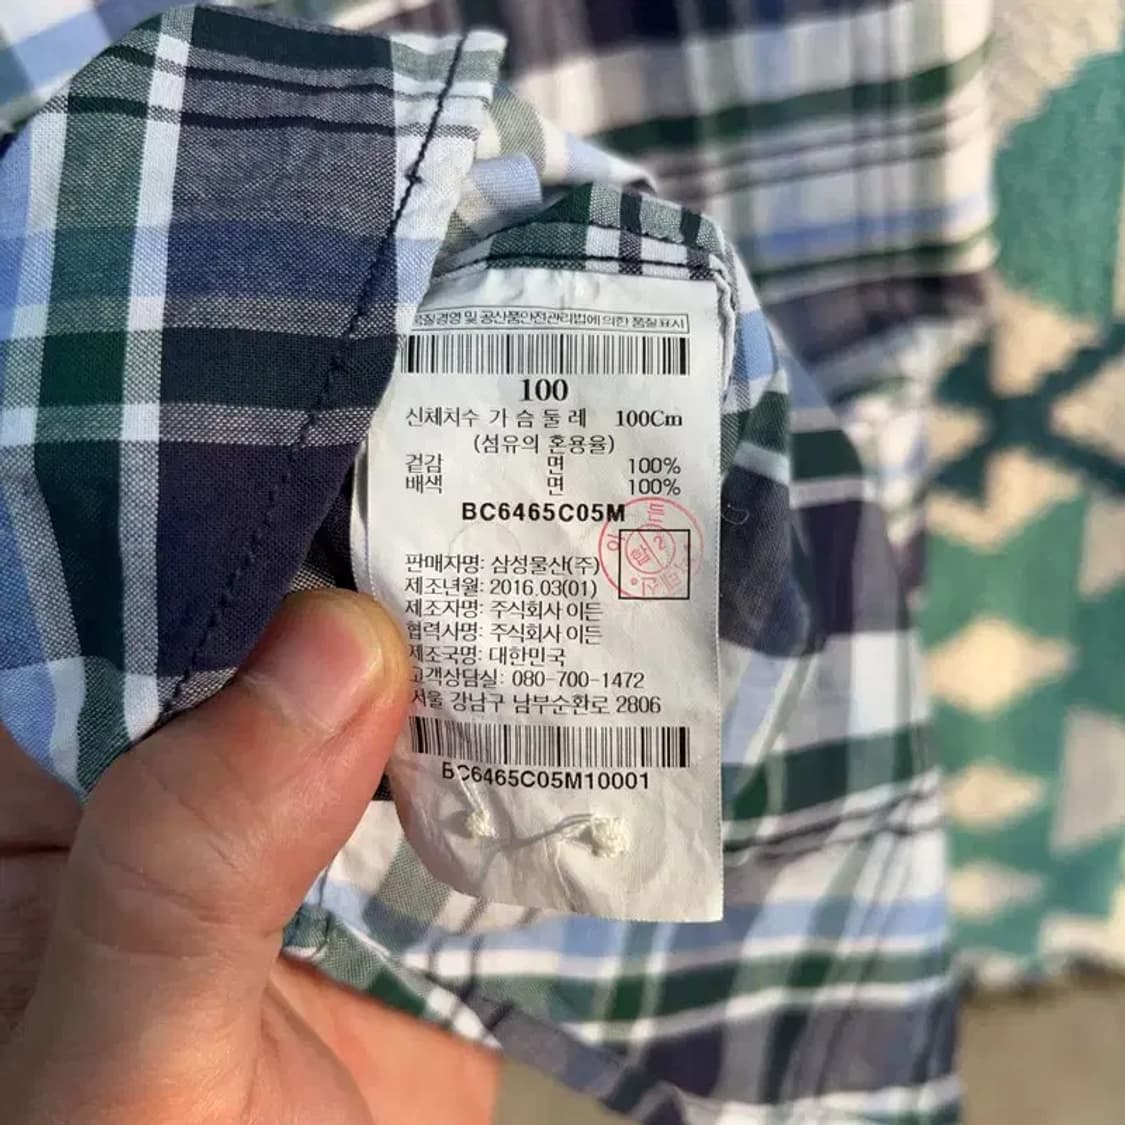 품질경영 및 공산품안전관리법에 의한 품질표시
100
신체치수 가슴둘레 100Cm
(섬유의 혼용율)
겉감 면 100%
배색 면 100%
BC6465C05M
판매자명: 삼성물산(주)
제조년월: 2016.03(01)
제조자명: 주식회사 이든
협력사명: 주식회사 이든
제조국명: 대한민국
고객상담실: 080-700-1472
서울 강남구 남부순환로 2806
BC6465C05M10001
합 2